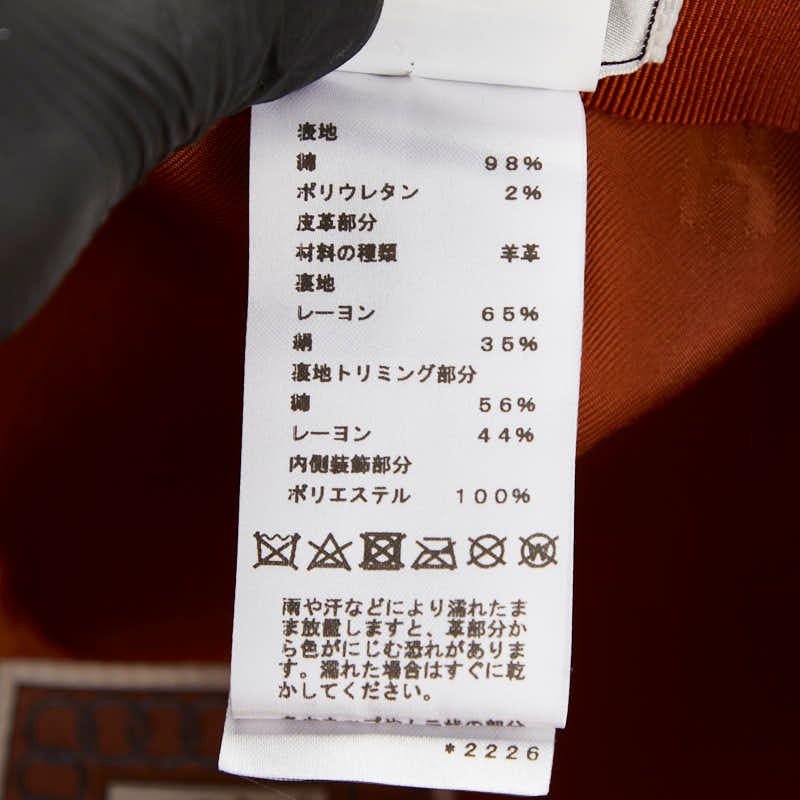 表地
綿 98%
ポリウレタン 2%
皮革部分
材料の種類 羊革
裏地
レーヨン 65%
絹 35%
裏地トリミング部分
綿 56%
レーヨン 44%
内側装飾部分
ポリエステル 100%
雨や汗などにより濡れたま
ま放置しますと、革部分か
ら色がにじむ恐れがありま
す。濡れた場合はすぐに乾
かしてください。
*2226